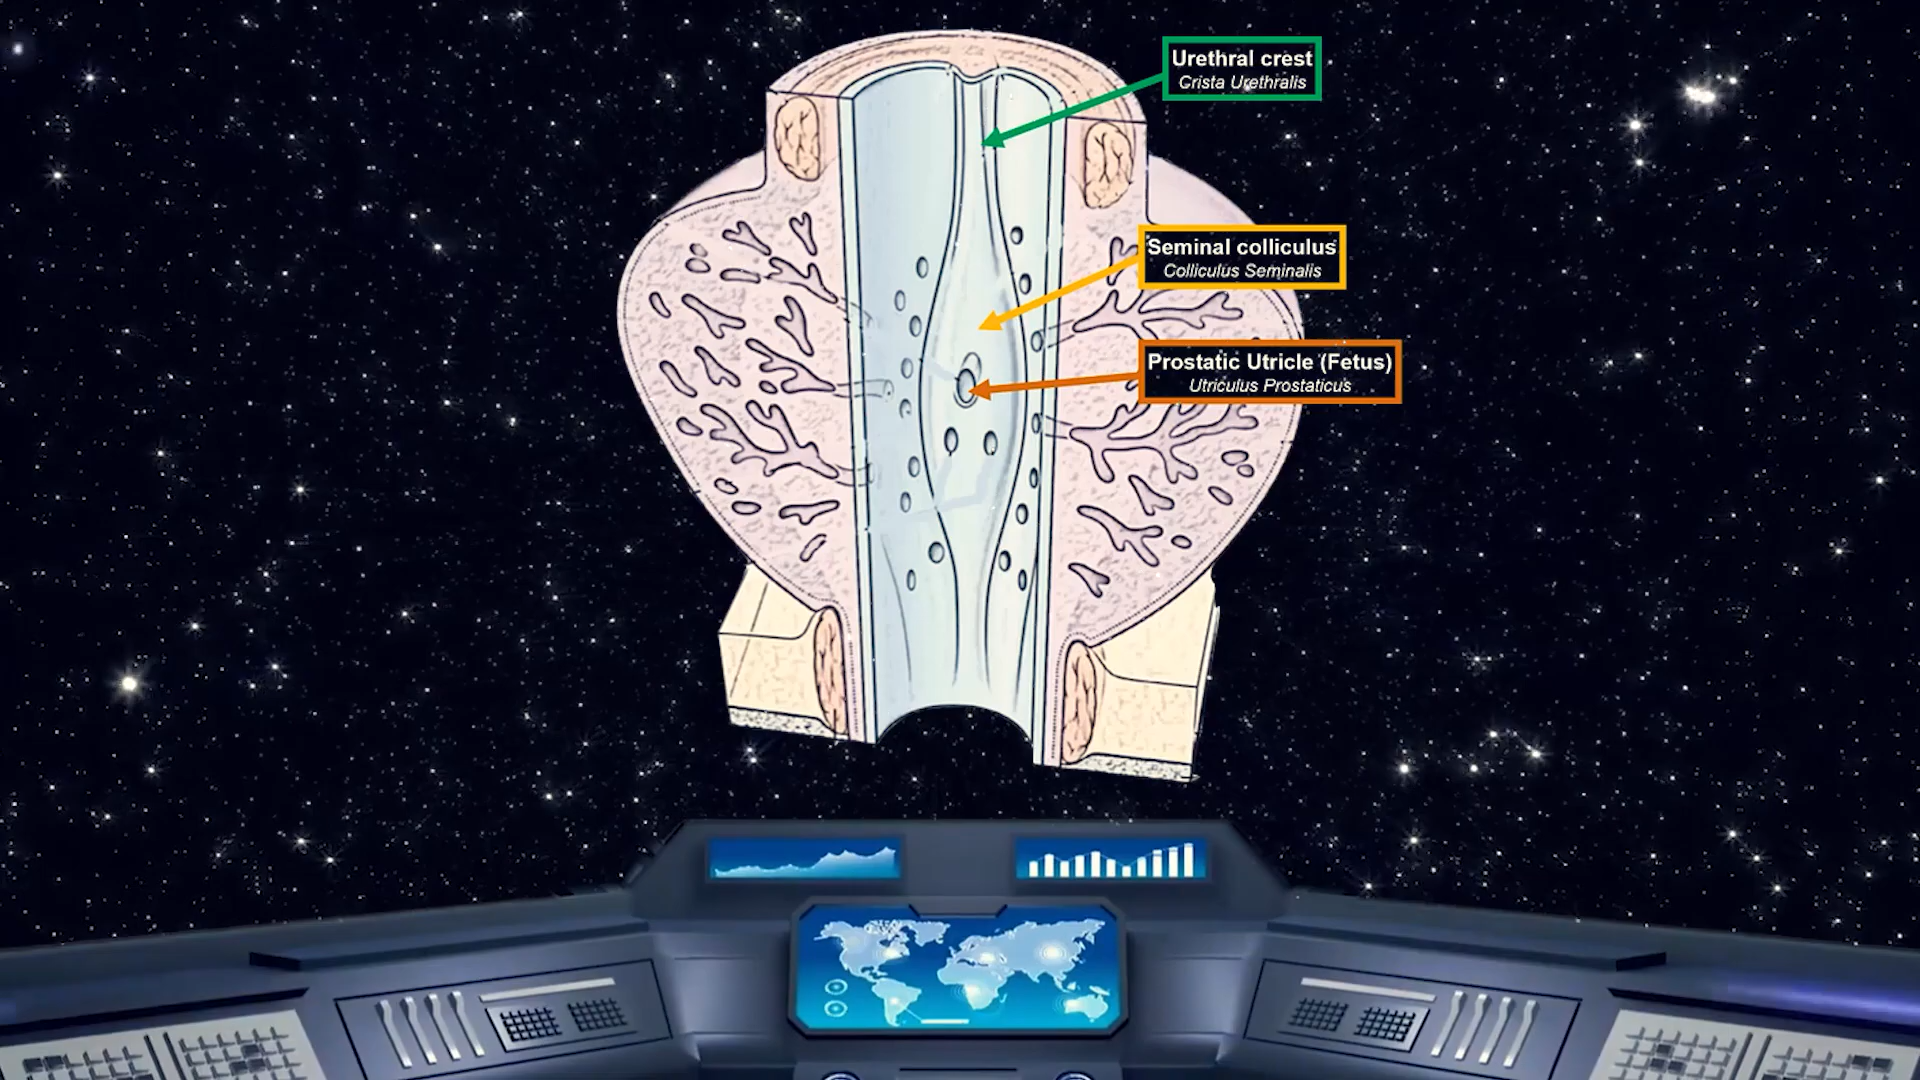 Urethral crest
Crista Urethralis
Seminal colliculus
Colliculus Seminalis
Prostatic Utricle (Fetus)
Utriculus Prostaticus